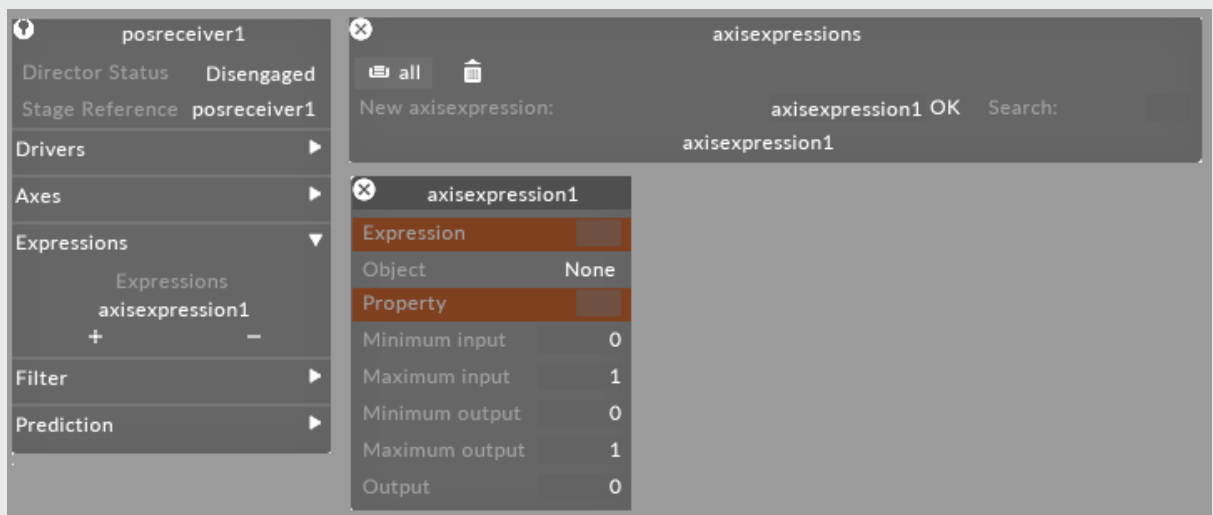 posreceiver1
Director Status Disengaged
Stage Reference posreceiver1
Drivers
Axes
Expressions
Expressions
axisexpression1
+ −
Filter
Prediction
axisexpressions
all
New axisexpression: axisexpression1 OK Search:
axisexpression1
axisexpression1
Expression
Object None
Property
Minimum input 0
Maximum input 1
Minimum output 0
Maximum output 1
Output 0